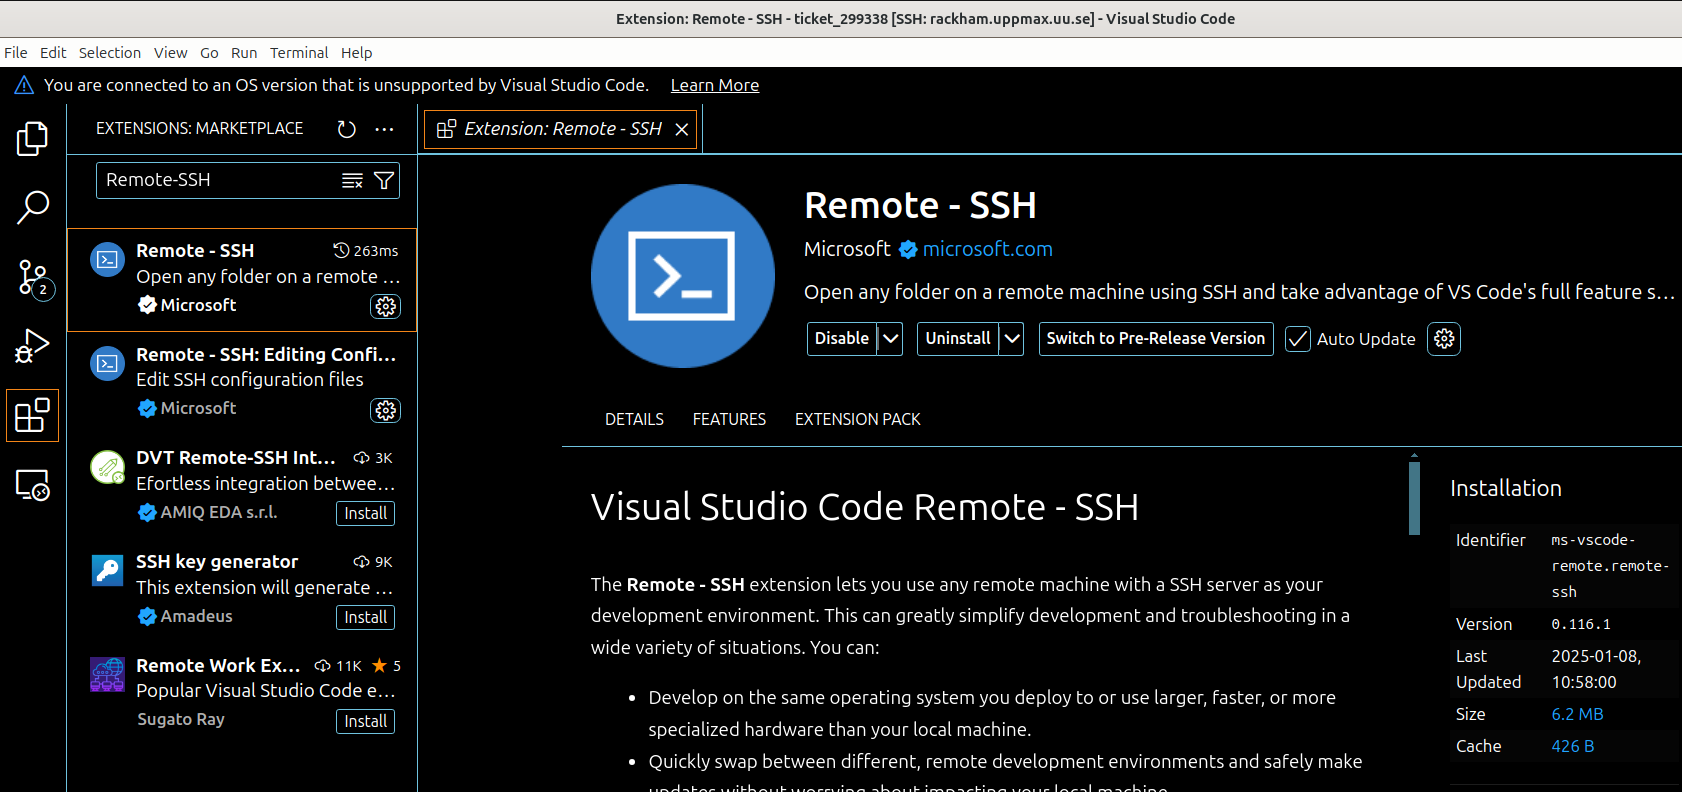 Extension: Remote - SSH - ticket_299338 [SSH: rackham.uppmax.uu.se] - Visual Studio Code
File Edit Selection View Go Run Terminal Help
You are connected to an OS version that is unsupported by Visual Studio Code. Learn More
EXTENSIONS: MARKETPLACE
Extension: Remote - SSH
Remote-SSH
Remote - SSH 263ms
Open any folder on a remote ...
Microsoft
2
Remote - SSH: Editing Confi...
Edit SSH configuration files
Microsoft
DVT Remote-SSH Int... 3K
Effortless integration betwee...
AMIQ EDA s.r.l. Install
SSH key generator 9K
This extension will generate ...
Amadeus Install
Remote Work Ex... 11K 5
Popular Visual Studio Code e...
Sugato Ray Install
Remote - SSH
Microsoft microsoft.com
Open any folder on a remote machine using SSH and take advantage of VS Code's full feature s...
Disable Uninstall Switch to Pre-Release Version Auto Update
DETAILS FEATURES EXTENSION PACK
Visual Studio Code Remote - SSH
The Remote - SSH extension lets you use any remote machine with a SSH server as your
development environment. This can greatly simplify development and troubleshooting in a
wide variety of situations. You can:
• Develop on the same operating system you deploy to or use larger, faster, or more
specialized hardware than your local machine.
• Quickly swap between different, remote development environments and safely make
updates without worrying about impacting your local machine.
Installation
Identifier ms-vscode-
remote.remote-
ssh
Version 0.116.1
Last 2025-01-08,
Updated 10:58:00
Size 6.2 MB
Cache 426 B